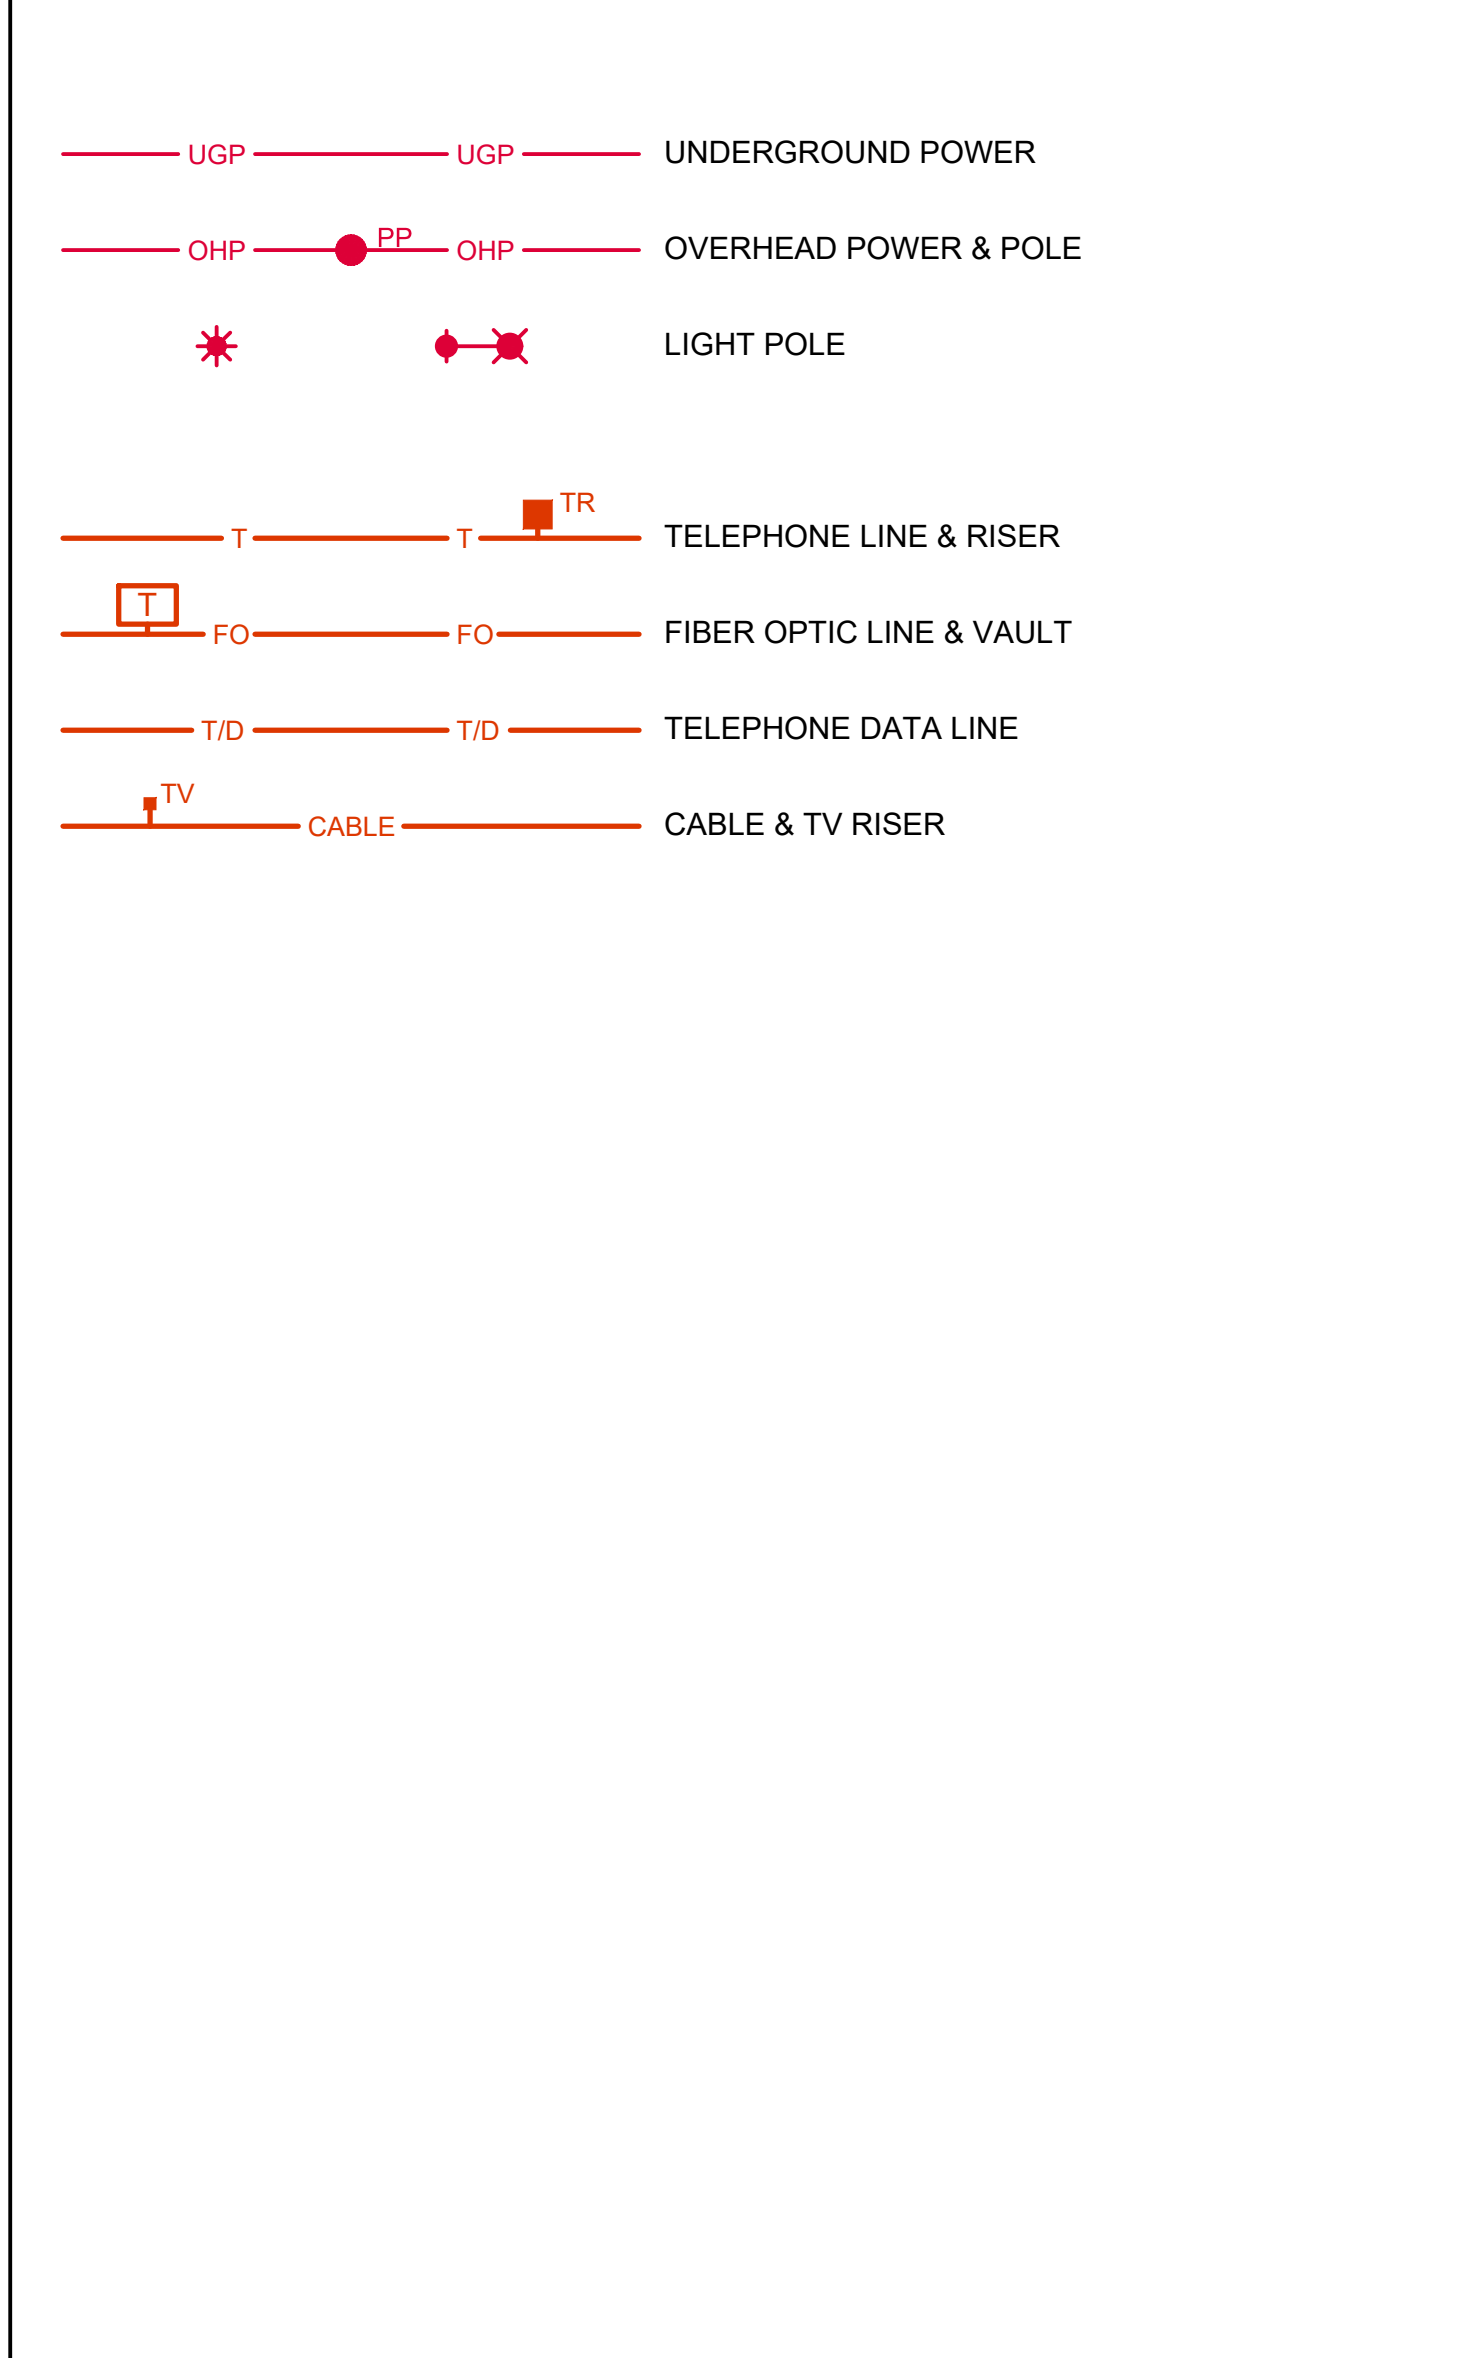 UGP UGP UNDERGROUND POWER
OHP PP OHP OVERHEAD POWER & POLE
LIGHT POLE
T T TR TELEPHONE LINE & RISER
T FO FO FIBER OPTIC LINE & VAULT
T/D T/D TELEPHONE DATA LINE
TV CABLE CABLE & TV RISER